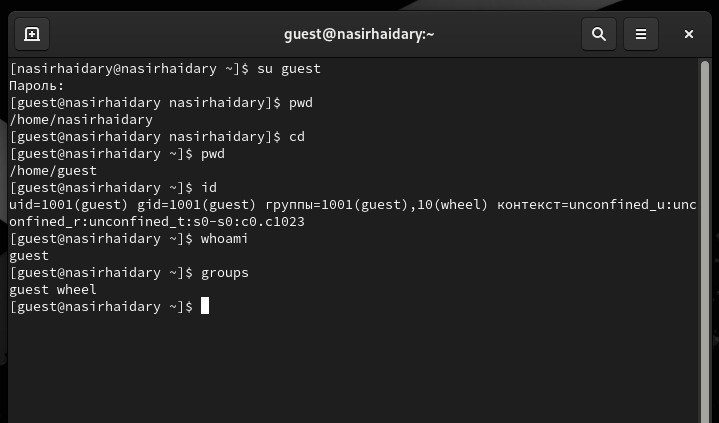 guest@nasirhaidary:~
[nasirhaidary@nasirhaidary ~]$ su guest
Пароль:
[guest@nasirhaidary nasirhaidary]$ pwd
/home/nasirhaidary
[guest@nasirhaidary nasirhaidary]$ cd
[guest@nasirhaidary ~]$ pwd
/home/guest
[guest@nasirhaidary ~]$ id
uid=1001(guest) gid=1001(guest) группы=1001(guest),10(wheel) контекст=unconfined_u:unc
onfined_r:unconfined_t:s0-s0:c0.c1023
[guest@nasirhaidary ~]$ whoami
guest
[guest@nasirhaidary ~]$ groups
guest wheel
[guest@nasirhaidary ~]$